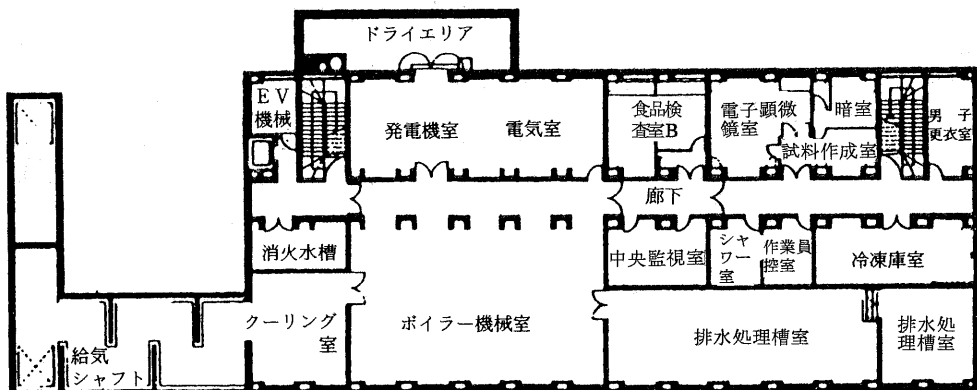 ドライエリア
EV
機械
発電機室
電気室
食品検
査室B
電子顕微
鏡室
暗室
試料作成室
男子
更衣室
廊下
消火水槽
中央監視室
シャ
ワー
室
作業員
控室
冷凍庫室
クーリング
室
ボイラー機械室
排水処理槽室
排水処
理槽室
給気
シャフト